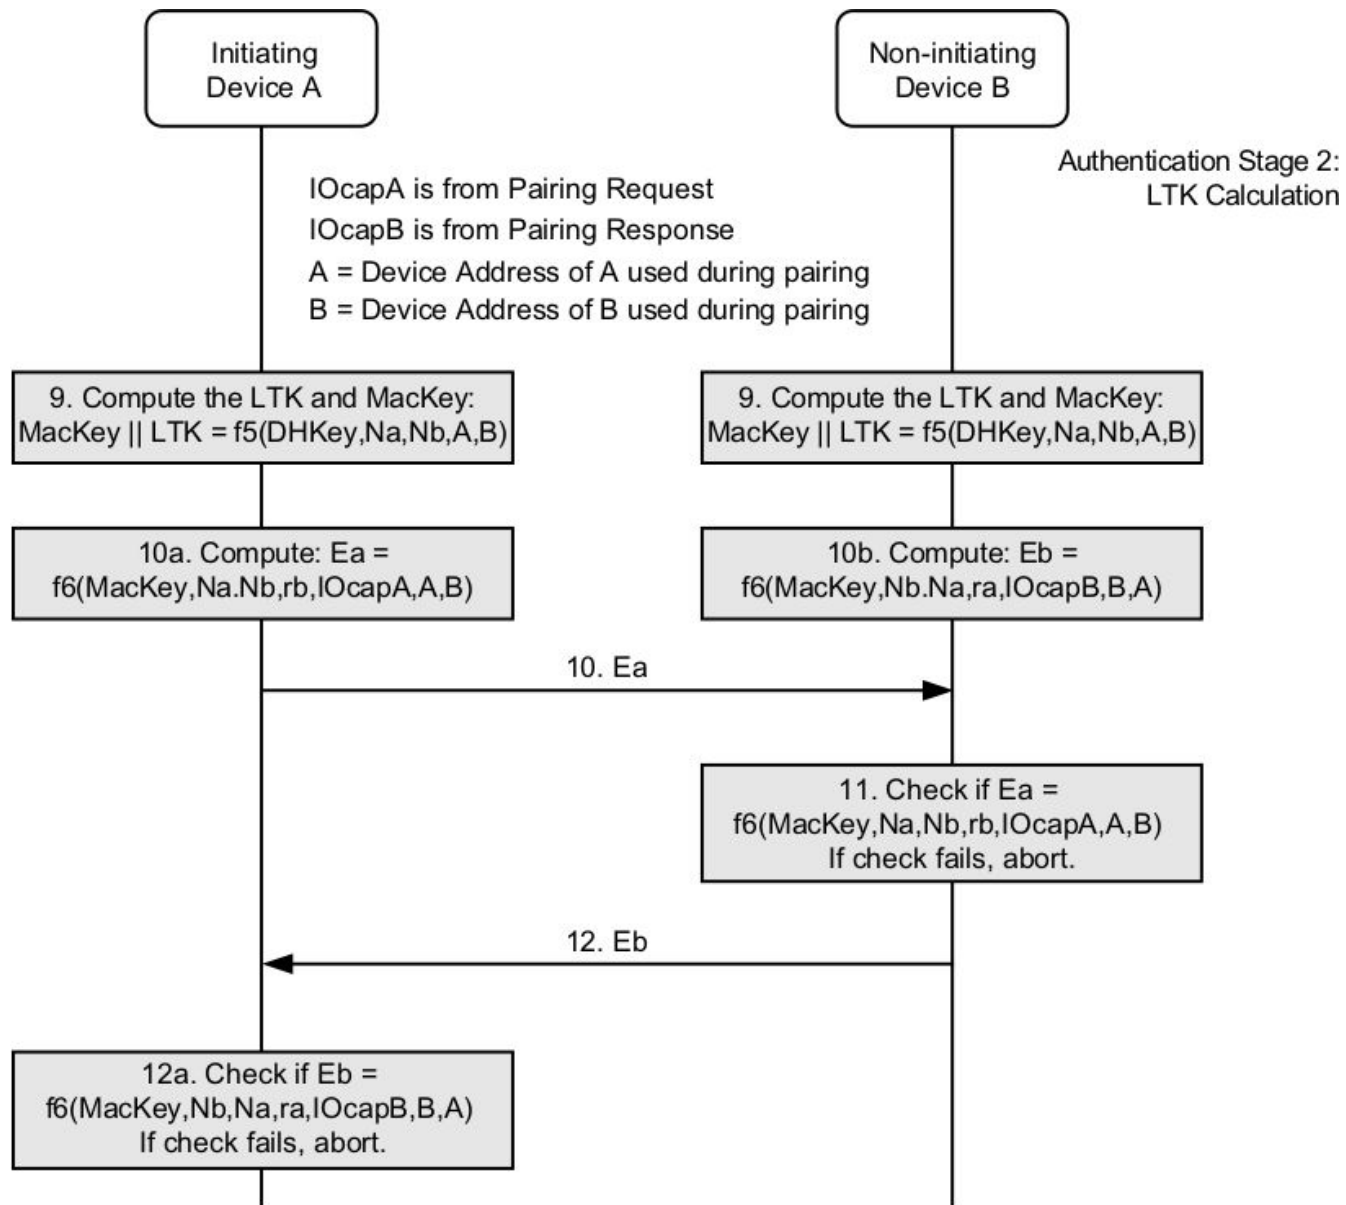 Initiating
Device A
Non-initiating
Device B
Authentication Stage 2:
LTK Calculation
IOcapA is from Pairing Request
IOcapB is from Pairing Response
A = Device Address of A used during pairing
B = Device Address of B used during pairing
9. Compute the LTK and MacKey:
MacKey || LTK = f5(DHKey,Na,Nb,A,B)
9. Compute the LTK and MacKey:
MacKey || LTK = f5(DHKey,Na,Nb,A,B)
10a. Compute: Ea =
f6(MacKey,Na.Nb,rb,IOcapA,A,B)
10b. Compute: Eb =
f6(MacKey,Nb.Na,ra,IOcapB,B,A)
10. Ea
11. Check if Ea =
f6(MacKey,Na,Nb,rb,IOcapA,A,B)
If check fails, abort.
12. Eb
12a. Check if Eb =
f6(MacKey,Nb,Na,ra,IOcapB,B,A)
If check fails, abort.